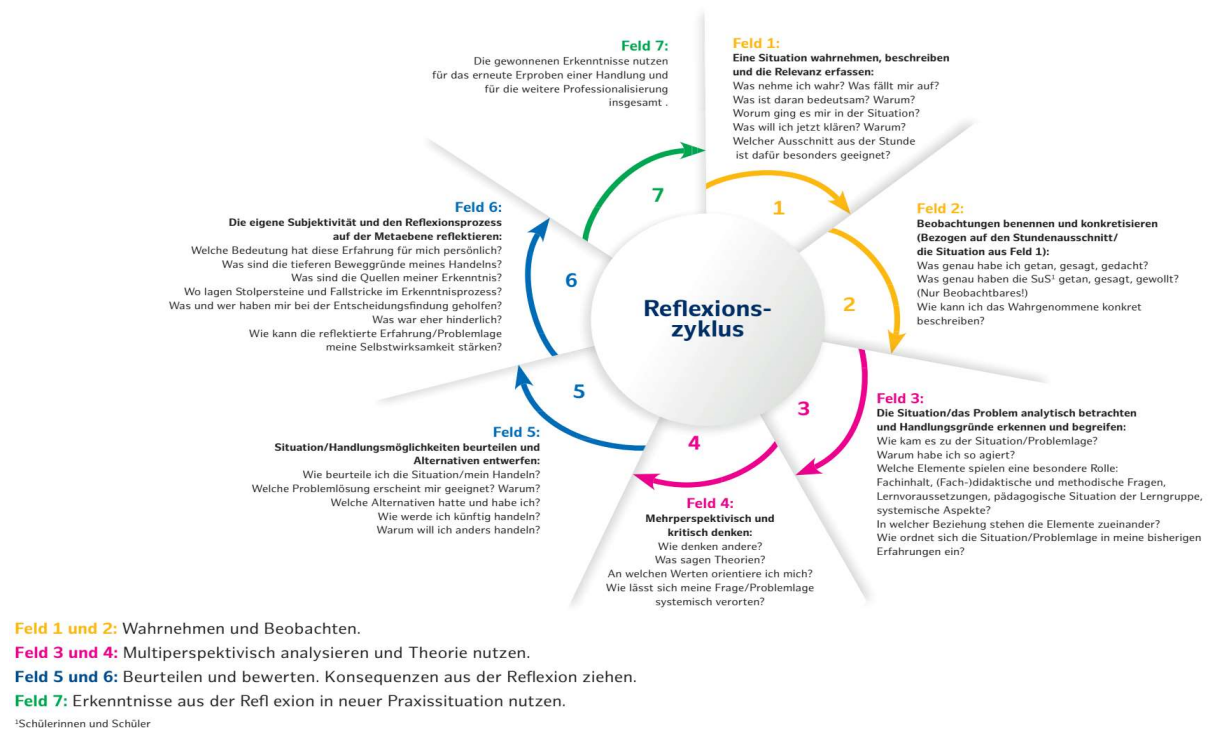 Feld 1:
Eine Situation wahrnehmen, beschreiben
und die Relevanz erfassen:
Was nehme ich wahr? Was fällt mir auf?
Was ist daran bedeutsam? Warum?
Worum ging es mir in der Situation?
Was will ich jetzt klären? Warum?
Welcher Ausschnitt aus der Stunde
ist dafür besonders geeignet?
Feld 2:
Beobachtungen benennen und konkretisieren
(Bezogen auf den Stundenausschnitt/
die Situation aus Feld 1):
Was genau habe ich getan, gesagt, gedacht?
Was genau haben die SuS¹ getan, gesagt, gewollt?
(Nur Beobachtbares!)
Wie kann ich das Wahrgenommene konkret
beschreiben?
Feld 3:
Die Situation/das Problem analytisch betrachten
und Handlungsgründe erkennen und begreifen:
Wie kam es zu der Situation/Problemlage?
Warum habe ich so agiert?
Welche Elemente spielen eine besondere Rolle:
Fachinhalt, (Fach-)didaktische und methodische Fragen,
Lernvoraussetzungen, pädagogische Situation der Lerngruppe,
systemische Aspekte?
In welcher Beziehung stehen die Elemente zueinander?
Wie ordnet sich die Situation/Problemlage in meine bisherigen
Erfahrungen ein?
Feld 4:
Mehrperspektivisch und
kritisch denken:
Wie denken andere?
Was sagen Theorien?
An welchen Werten orientiere ich mich?
Wie lässt sich meine Frage/Problemlage
systemisch verorten?
Feld 5:
Situation/Handlungsmöglichkeiten beurteilen und
Alternativen entwerfen:
Wie beurteile ich die Situation/mein Handeln?
Welche Problemlösung erscheint mir geeignet? Warum?
Welche Alternativen hatte und habe ich?
Wie werde ich künftig handeln?
Warum will ich anders handeln?
Feld 6:
Die eigene Subjektivität und den Reflexionsprozess
auf der Metaebene reflektieren:
Welche Bedeutung hat diese Erfahrung für mich persönlich?
Was sind die tieferen Beweggründe meines Handelns?
Was sind die Quellen meiner Erkenntnis?
Wo lagen Stolpersteine und Fallstricke im Erkenntnisprozess?
Was und wer haben mir bei der Entscheidungsfindung geholfen?
Was war eher hinderlich?
Wie kann die reflektierte Erfahrung/Problemlage
meine Selbstwirksamkeit stärken?
Feld 7:
Die gewonnenen Erkenntnisse nutzen
für das erneute Erproben einer Handlung und
für die weitere Professionalisierung
insgesamt .
1
2
3
4
5
6
7
Reflexions-
zyklus
Feld 1 und 2: Wahrnehmen und Beobachten.
Feld 3 und 4: Multiperspektivisch analysieren und Theorie nutzen.
Feld 5 und 6: Beurteilen und bewerten. Konsequenzen aus der Reflexion ziehen.
Feld 7: Erkenntnisse aus der Refl exion in neuer Praxissituation nutzen.
¹Schülerinnen und Schüler